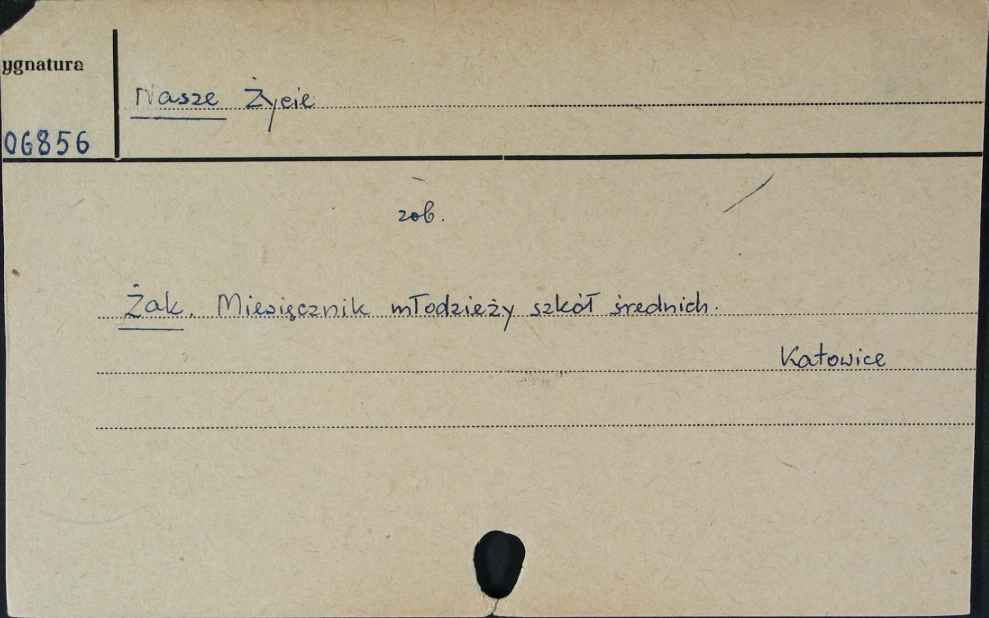 ygnatura
Nasze Życie
06856
zob.
Żak. Miesięcznik młodzieży szkół średnich.
Katowice